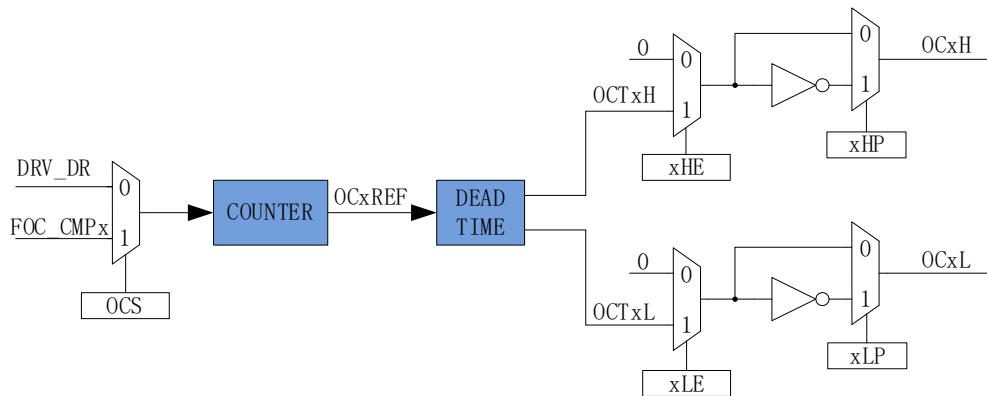 0
0
OCxH
OCTxH
1
1
xHP
DRV_DR
0
xHE
COUNTER
OCxREF
DEAD
TIME
FOC_CMPx
1
0
0
0
OCxL
OCS
OCTxL
1
1
xLP
xLE